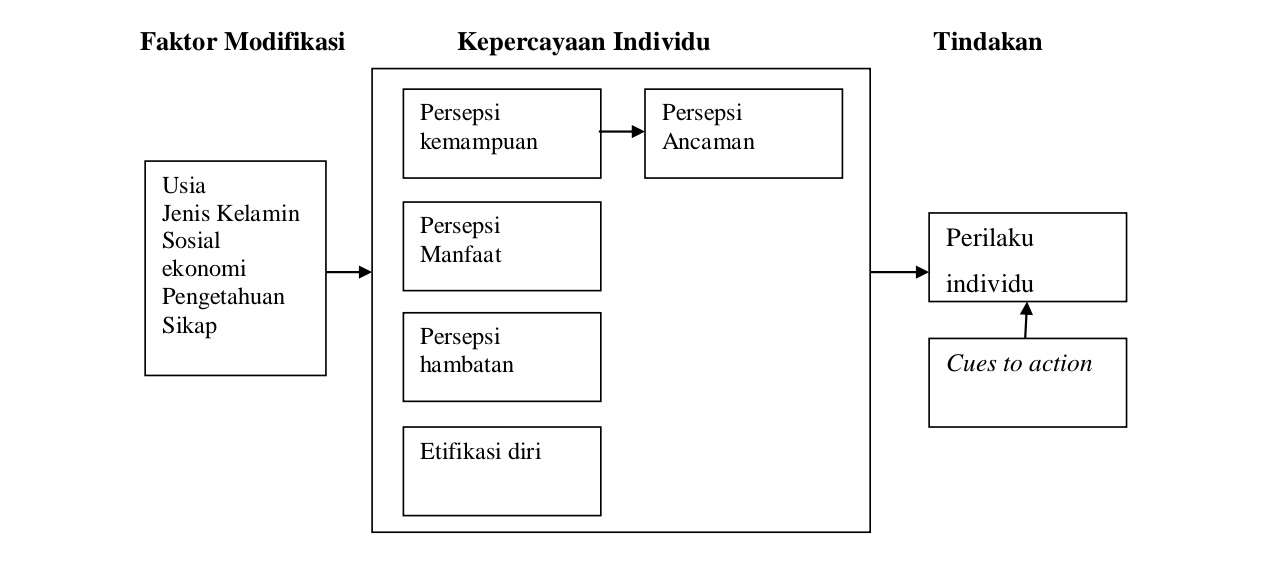 Faktor Modifikasi
Kepercayaan Individu
Tindakan
Usia
Jenis Kelamin
Sosial
ekonomi
Pengetahuan
Sikap
Persepsi
kemampuan
Persepsi
Ancaman
Persepsi
Manfaat
Persepsi
hambatan
Etifikasi diri
Perilaku
individu
Cues to action